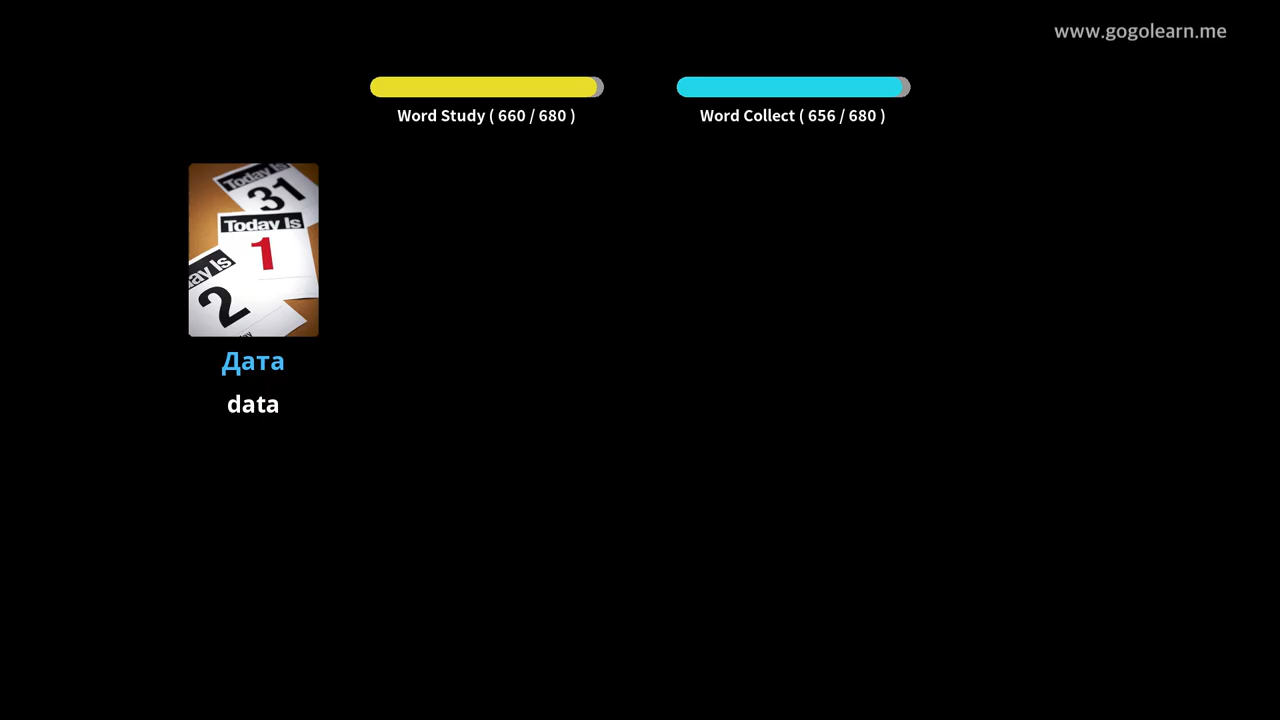 www.gogolearn.me
Word Study ( 660 / 680 )
Word Collect ( 656 / 680 )
Today Is
31
Today Is
1
ay Is
2
Дата
data